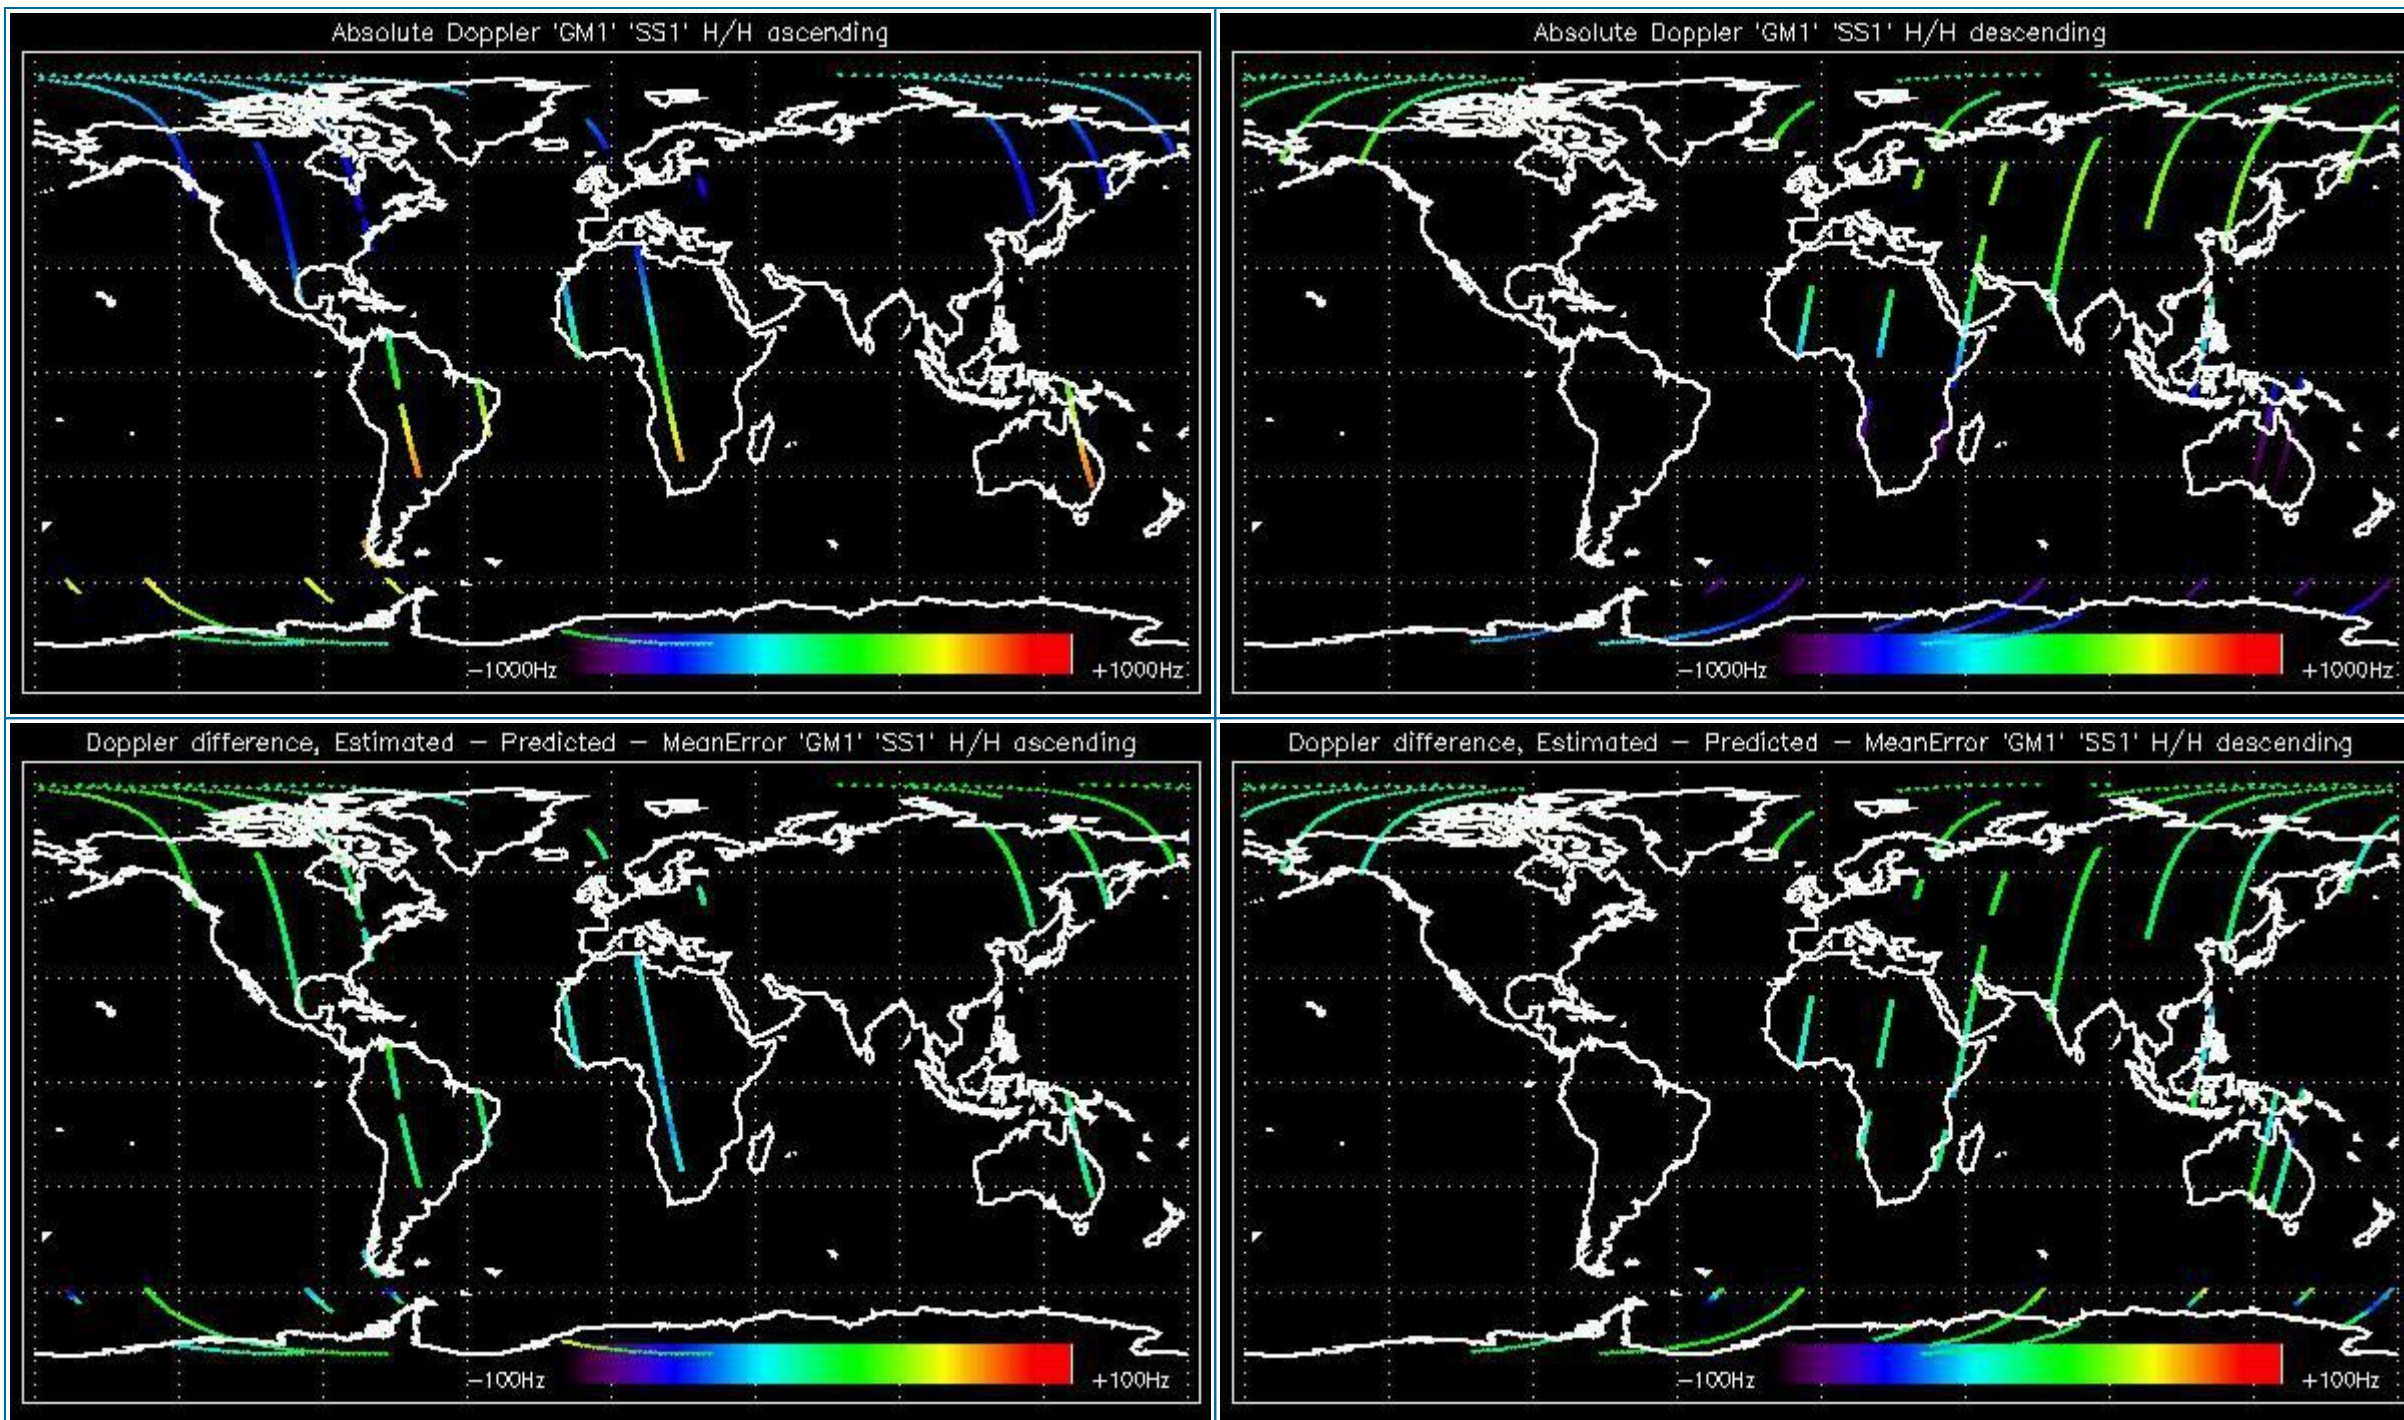 Absolute Doppler 'GM1' 'SS1' H/H ascending
-1000Hz
+1000Hz
Absolute Doppler 'GM1' 'SS1' H/H descending
-1000Hz
+1000Hz
Doppler difference, Estimated - Predicted - MeanError 'GM1' 'SS1' H/H ascending
-100Hz
+100Hz
Doppler difference, Estimated - Predicted - MeanError 'GM1' 'SS1' H/H descending
-100Hz
+100Hz